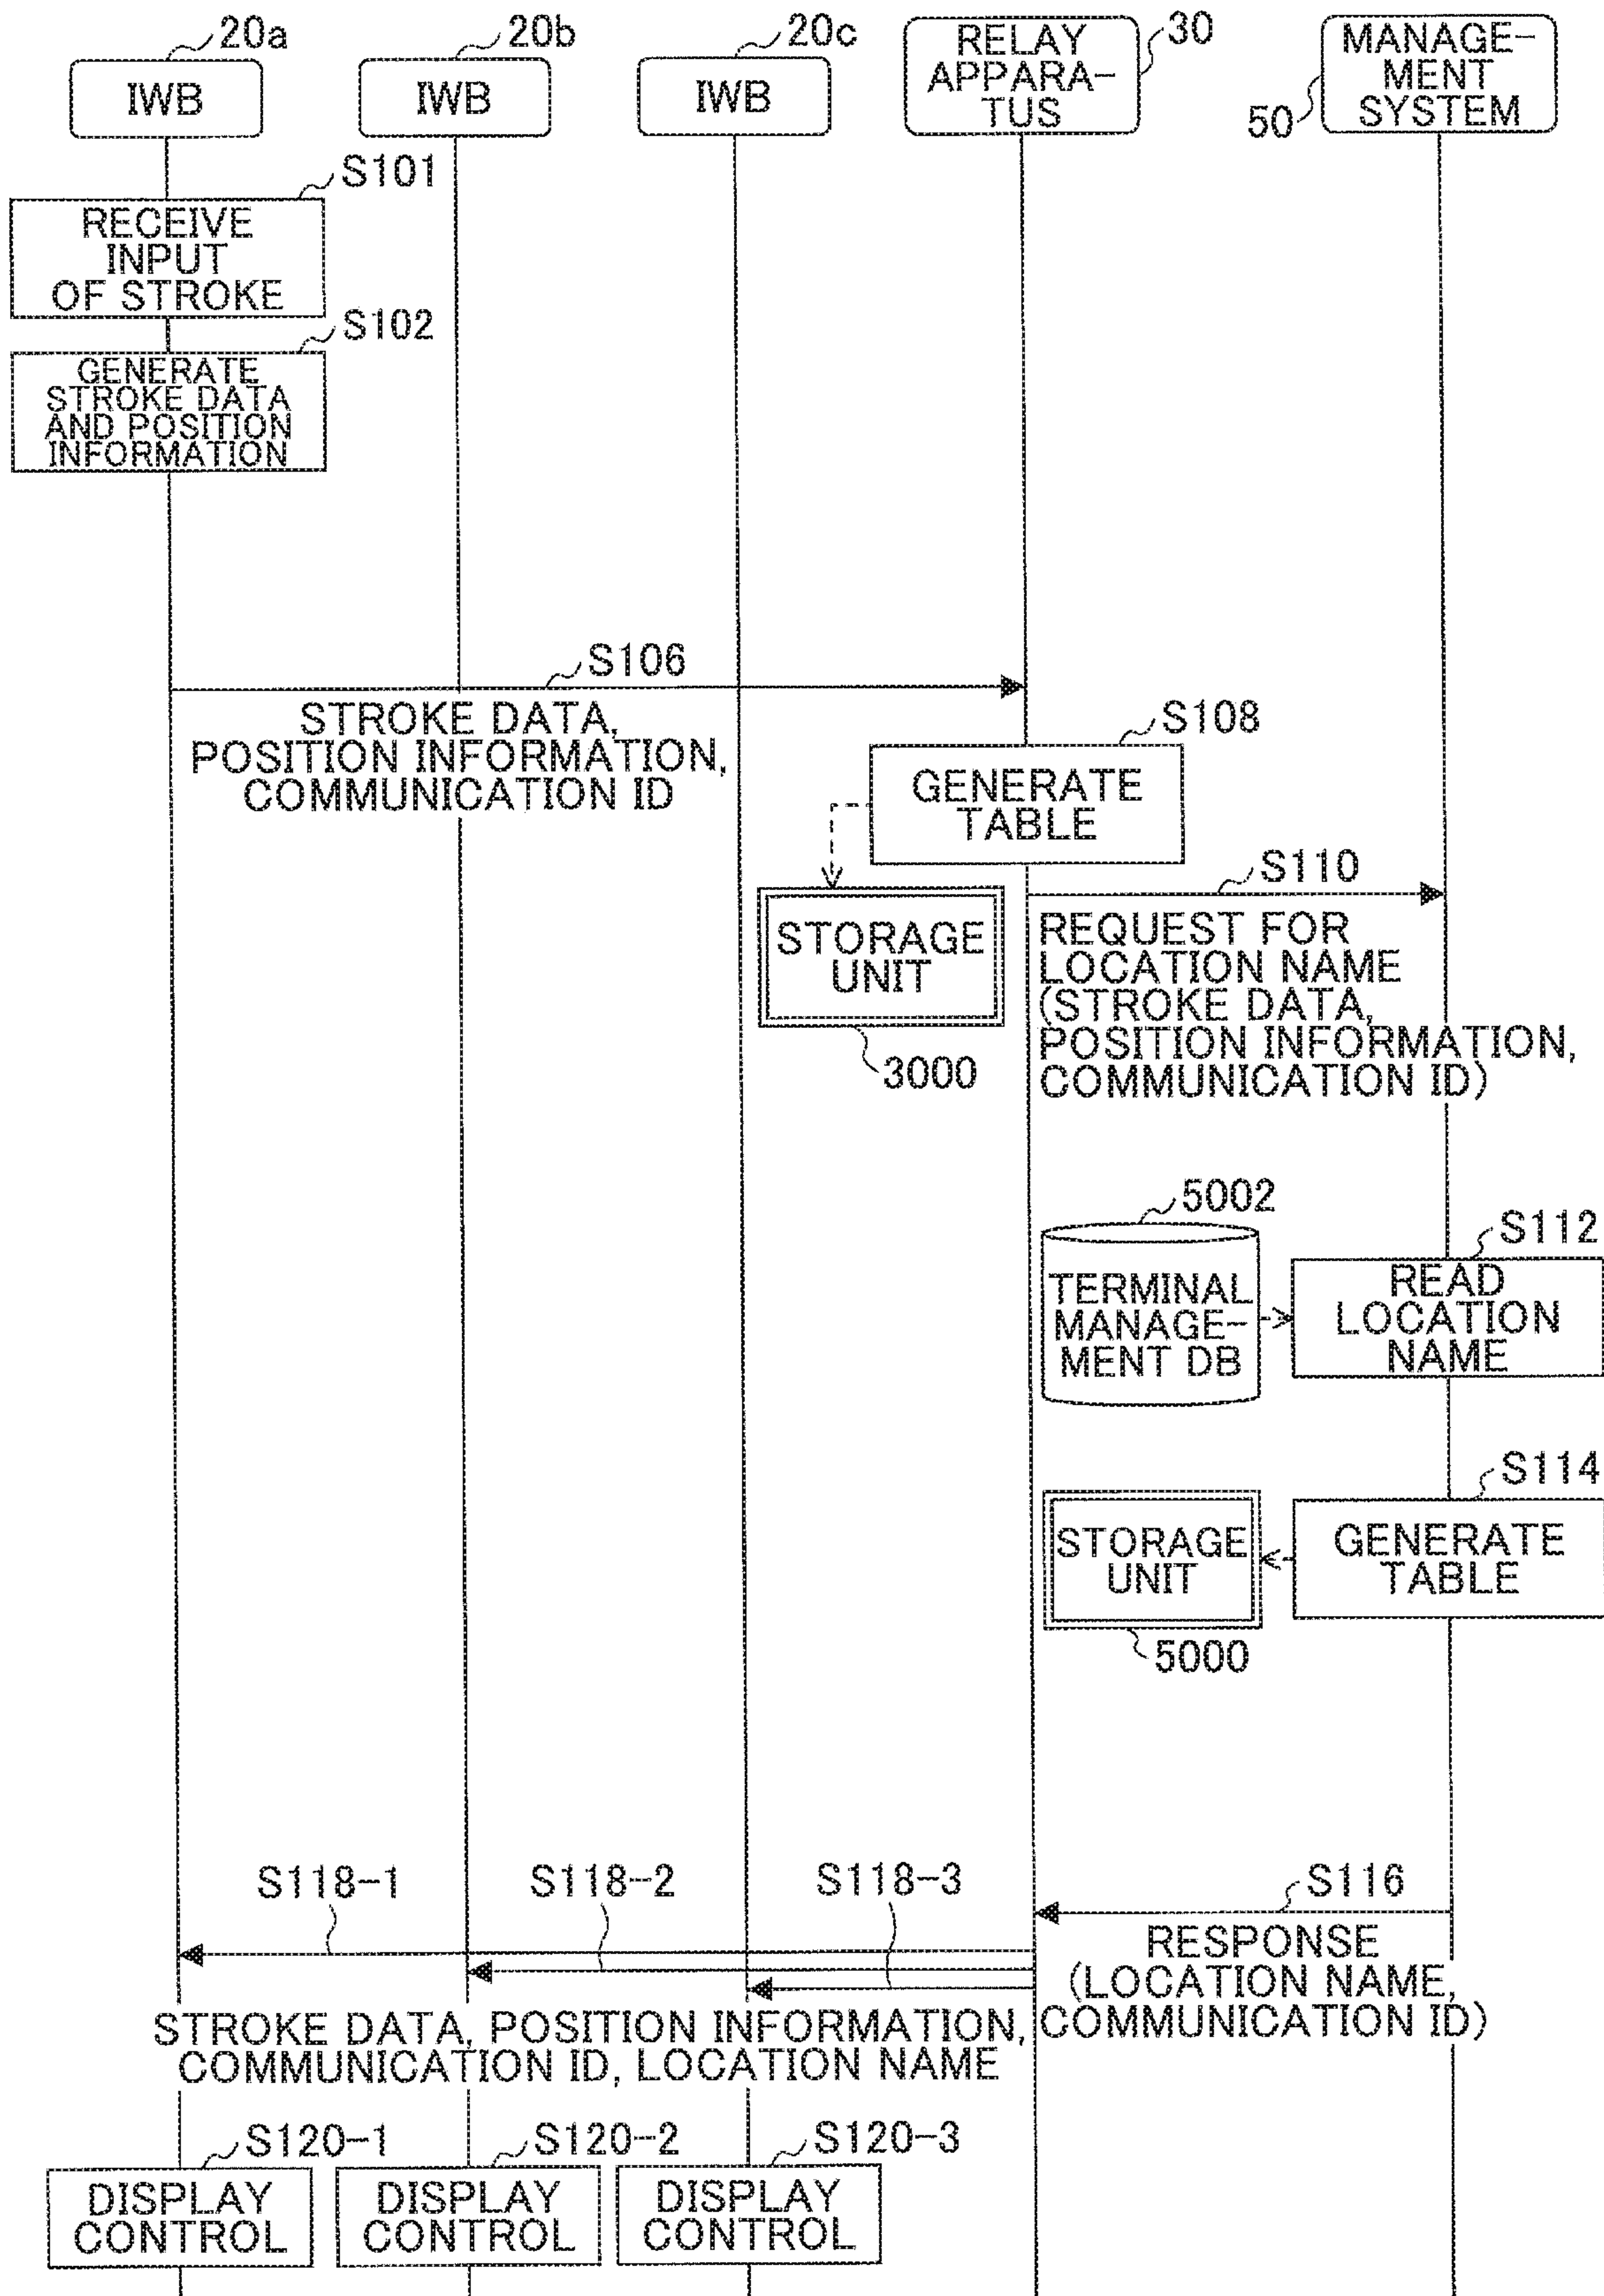 20a
20b
20c
30
50
IWB
IWB
IWB
RELAY
APPARA-
TUS
MANAGE-
MENT
SYSTEM
S101
RECEIVE
INPUT
OF STROKE
S102
GENERATE
STROKE DATA
AND POSITION
INFORMATION
S106
STROKE DATA,
POSITION INFORMATION,
COMMUNICATION ID
S108
GENERATE
TABLE
STORAGE
UNIT
3000
S110
REQUEST FOR
LOCATION NAME
(STROKE DATA,
POSITION INFORMATION,
COMMUNICATION ID)
5002
TERMINAL
MANAGE-
MENT DB
S112
READ
LOCATION
NAME
S114
GENERATE
TABLE
STORAGE
UNIT
5000
S116
RESPONSE
(LOCATION NAME,
COMMUNICATION ID)
S118-1
S118-2
S118-3
STROKE DATA, POSITION INFORMATION,
COMMUNICATION ID, LOCATION NAME
S120-1
S120-2
S120-3
DISPLAY
CONTROL
DISPLAY
CONTROL
DISPLAY
CONTROL